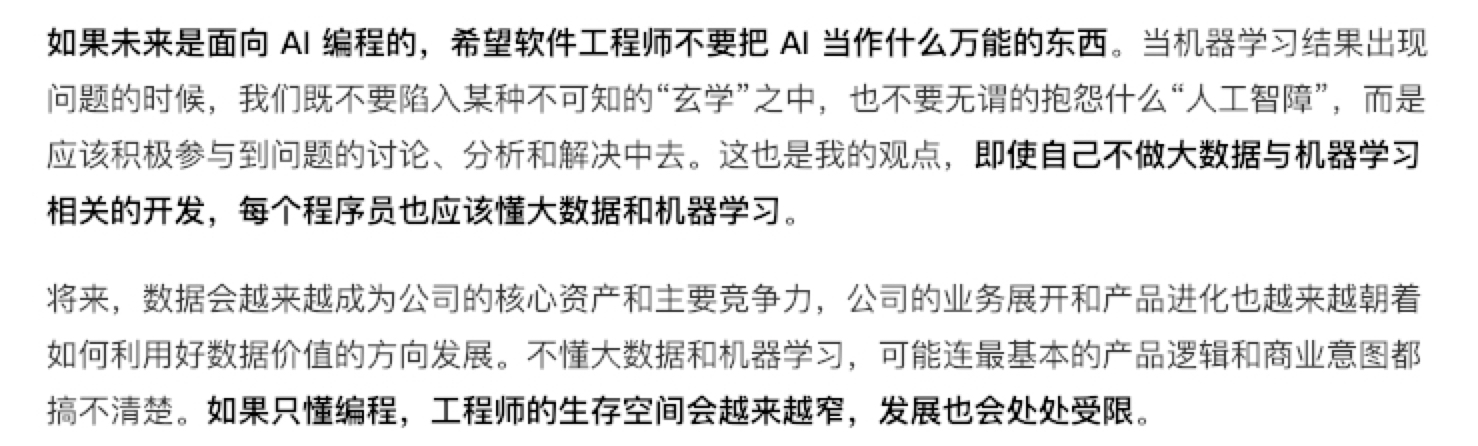 如果未来是面向 AI 编程的，希望软件工程师不要把 AI 当作什么万能的东西。当机器学习结果出现
问题的时候，我们既不要陷入某种不可知的“玄学”之中，也不要无谓的抱怨什么“人工智障”，而是
应该积极参与到问题的讨论、分析和解决中去。这也是我的观点，即使自己不做大数据与机器学习
相关的开发，每个程序员也应该懂大数据和机器学习。
将来，数据会越来越成为公司的核心资产和主要竞争力，公司的业务展开和产品进化也越来越朝着
如何利用好数据价值的方向发展。不懂大数据和机器学习，可能连最基本的产品逻辑和商业意图都
搞不清楚。如果只懂编程，工程师的生存空间会越来越窄，发展也会处处受限。